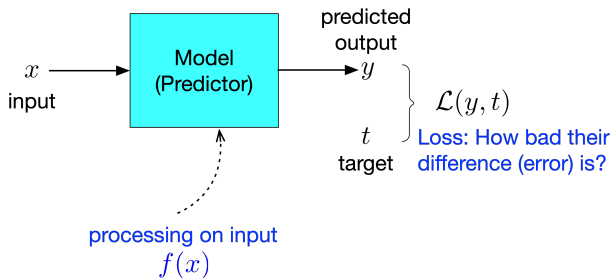 predicted
output
Model
(Predictor)
x
y
input
L(y, t)
t
target
Loss: How bad their
difference (error) is?
processing on input
f(x)